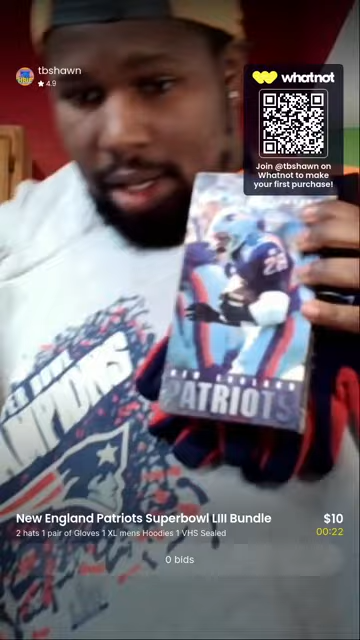 tbshawn
★ 4.9
whatnot
Join @tbshawn on
Whatnot to make
your first purchase!
28
NEW ENGLAND
PATRIOTS
CHAMPIONS
New England Patriots Superbowl LIII Bundle
$10
2 hats 1 pair of Gloves 1 XL mens Hoodies 1 VHS Sealed
00:22
0 bids